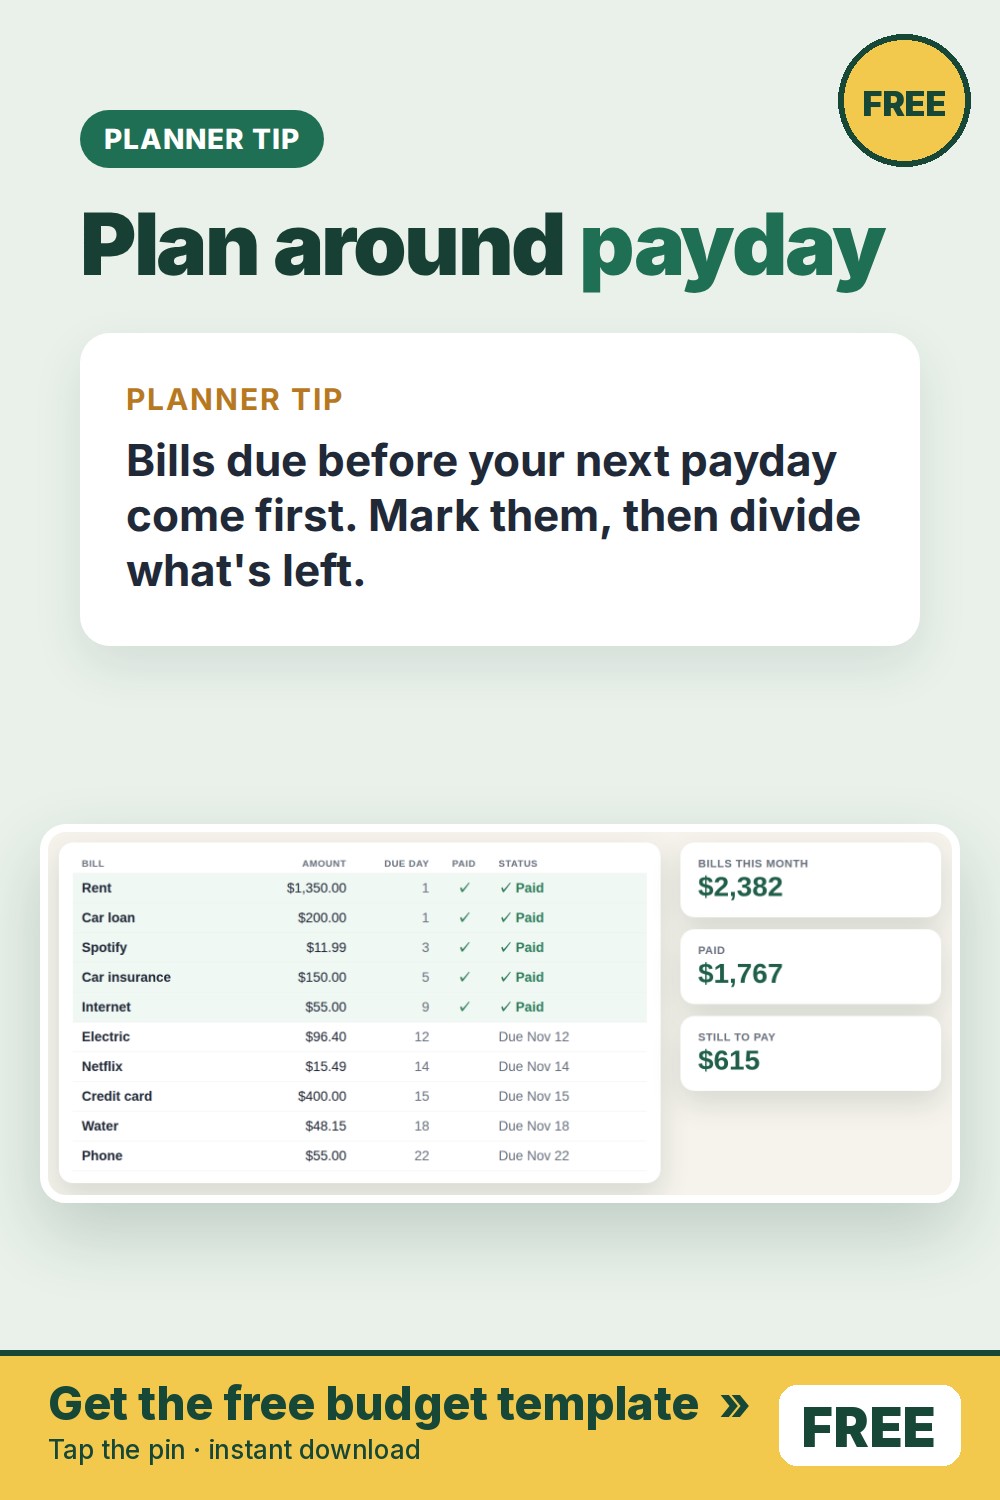 FREE
PLANNER TIP
Plan around payday
PLANNER TIP
Bills due before your next payday
come first. Mark them, then divide
what's left.
BILL AMOUNT DUE DAY PAID STATUS
Rent $1,350.00 1 ✓ ✓ Paid
Car loan $200.00 1 ✓ ✓ Paid
Spotify $11.99 3 ✓ ✓ Paid
Car insurance $150.00 5 ✓ ✓ Paid
Internet $55.00 9 ✓ ✓ Paid
Electric $96.40 12 Due Nov 12
Netflix $15.49 14 Due Nov 14
Credit card $400.00 15 Due Nov 15
Water $48.15 18 Due Nov 18
Phone $55.00 22 Due Nov 22
BILLS THIS MONTH
$2,382
PAID
$1,767
STILL TO PAY
$615
Get the free budget template »
Tap the pin · instant download
FREE